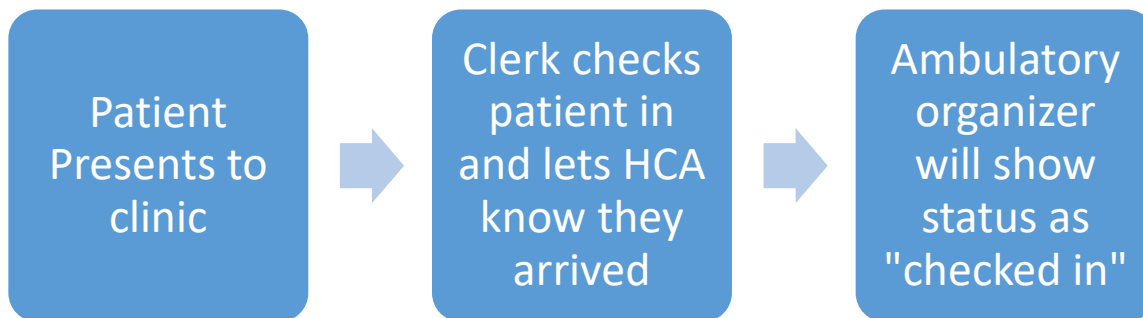 Patient
Presents to
clinic
Clerk checks
patient in
and lets HCA
know they
arrived
Ambulatory
organizer
will show
status as
"checked in"